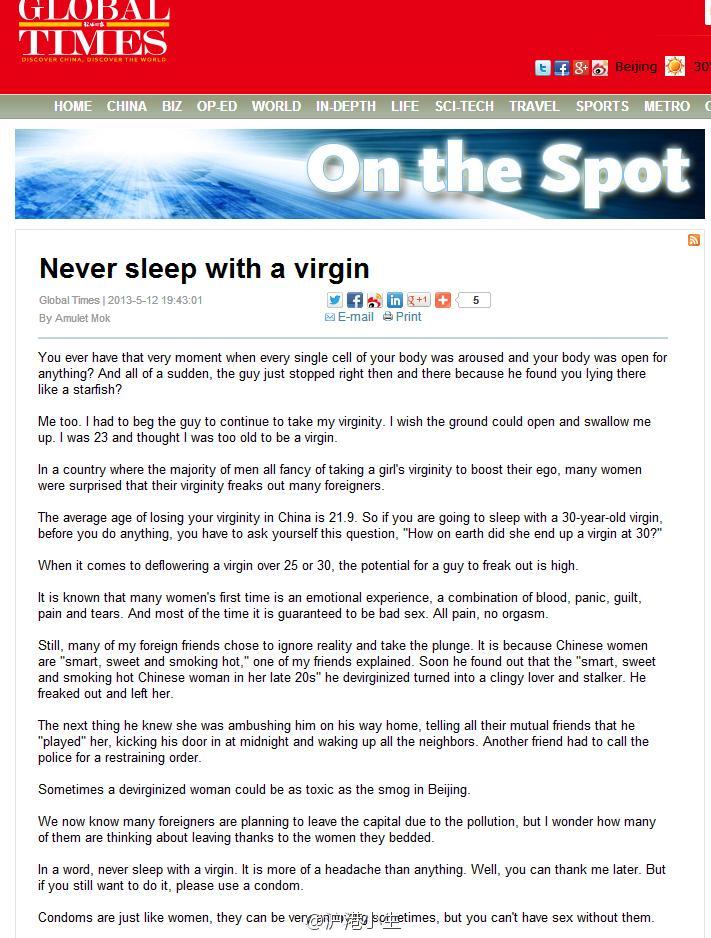 GLOBAL
TIMES
DISCOVER CHINA, DISCOVER THE WORLD
Beijing 30
HOME CHINA BIZ OP-ED WORLD IN-DEPTH LIFE SCI-TECH TRAVEL SPORTS METRO
On the Spot
Never sleep with a virgin
Global Times | 2013-5-12 19:43:01
By Amulet Mok
g+1 5
E-mail Print
You ever have that very moment when every single cell of your body was aroused and your body was open for
anything? And all of a sudden, the guy just stopped right then and there because he found you lying there
like a starfish?
Me too. I had to beg the guy to continue to take my virginity. I wish the ground could open and swallow me
up. I was 23 and thought I was too old to be a virgin.
In a country where the majority of men all fancy of taking a girl's virginity to boost their ego, many women
were surprised that their virginity freaks out many foreigners.
The average age of losing your virginity in China is 21.9. So if you are going to sleep with a 30-year-old virgin,
before you do anything, you have to ask yourself this question, "How on earth did she end up a virgin at 30?"
When it comes to deflowering a virgin over 25 or 30, the potential for a guy to freak out is high.
It is known that many women's first time is an emotional experience, a combination of blood, panic, guilt,
pain and tears. And most of the time it is guaranteed to be bad sex. All pain, no orgasm.
Still, many of my foreign friends chose to ignore reality and take the plunge. It is because Chinese women
are "smart, sweet and smoking hot," one of my friends explained. Soon he found out that the "smart, sweet
and smoking hot Chinese woman in her late 20s" he devirginized turned into a clingy lover and stalker. He
freaked out and left her.
The next thing he knew she was ambushing him on his way home, telling all their mutual friends that he
"played" her, kicking his door in at midnight and waking up all the neighbors. Another friend had to call the
police for a restraining order.
Sometimes a devirginized woman could be as toxic as the smog in Beijing.
We now know many foreigners are planning to leave the capital due to the pollution, but I wonder how many
of them are thinking about leaving thanks to the women they bedded.
In a word, never sleep with a virgin. It is more of a headache than anything. Well, you can thank me later. But
if you still want to do it, please use a condom.
Condoms are just like women, they can be very sometimes, but you can't have sex without them.
@沪港小生